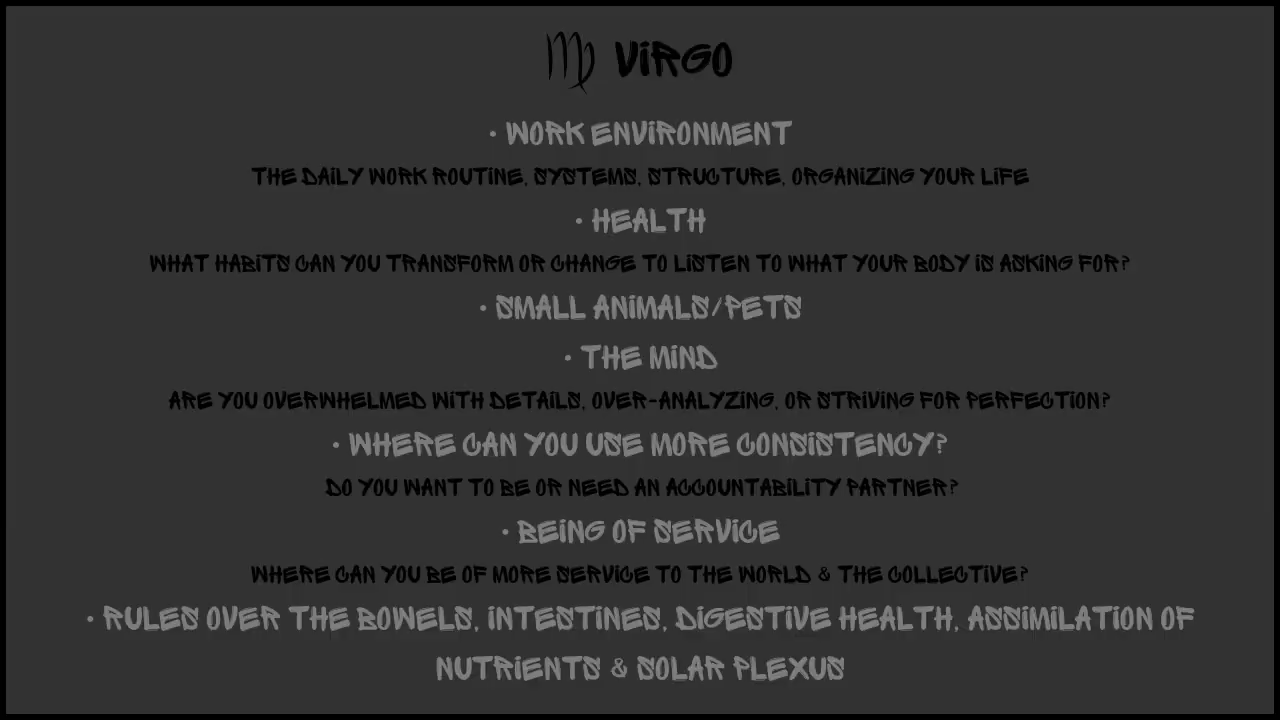 ♍ VIRGO
• WORK ENVIRONMENT
THE DAILY WORK ROUTINE, SYSTEMS, STRUCTURE, ORGANIZING YOUR LIFE
• HEALTH
WHAT HABITS CAN YOU TRANSFORM OR CHANGE TO LISTEN TO WHAT YOUR BODY IS ASKING FOR?
• SMALL ANIMALS/PETS
• THE MIND
ARE YOU OVERWHELMED WITH DETAILS, OVER-ANALYZING, OR STRIVING FOR PERFECTION?
• WHERE CAN YOU USE MORE CONSISTENCY?
DO YOU WANT TO BE OR NEED AN ACCOUNTABILITY PARTNER?
• BEING OF SERVICE
WHERE CAN YOU BE OF MORE SERVICE TO THE WORLD & THE COLLECTIVE?
• RULES OVER THE BOWELS, INTESTINES, DIGESTIVE HEALTH, ASSIMILATION OF
NUTRIENTS & SOLAR PLEXUS